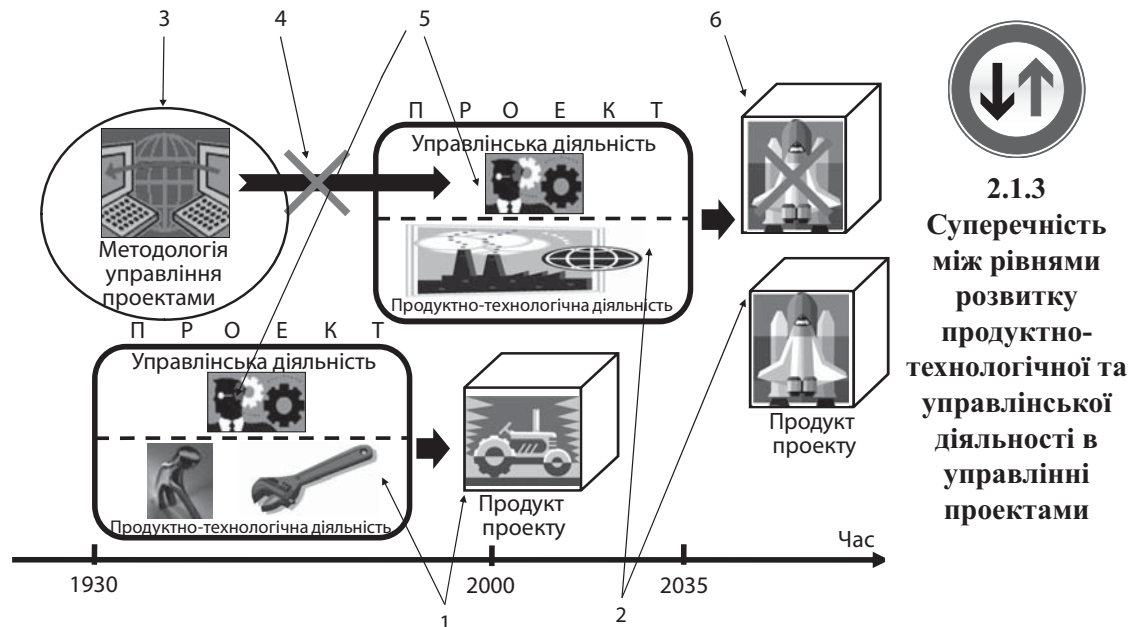 3
4
5
6
П Р О Е К Т
Управлінська діяльність
Продуктно-технологічна діяльність
Методологія
управління
проектами
П Р О Е К Т
Управлінська діяльність
Продуктно-технологічна діяльність
Продукт
проекту
Продукт
проекту
Час
1930
2000
2035
1
2
2.1.3
Суперечність
між рівнями
розвитку
продуктно-
технологічної та
управлінської
діяльності в
управлінні
проектами